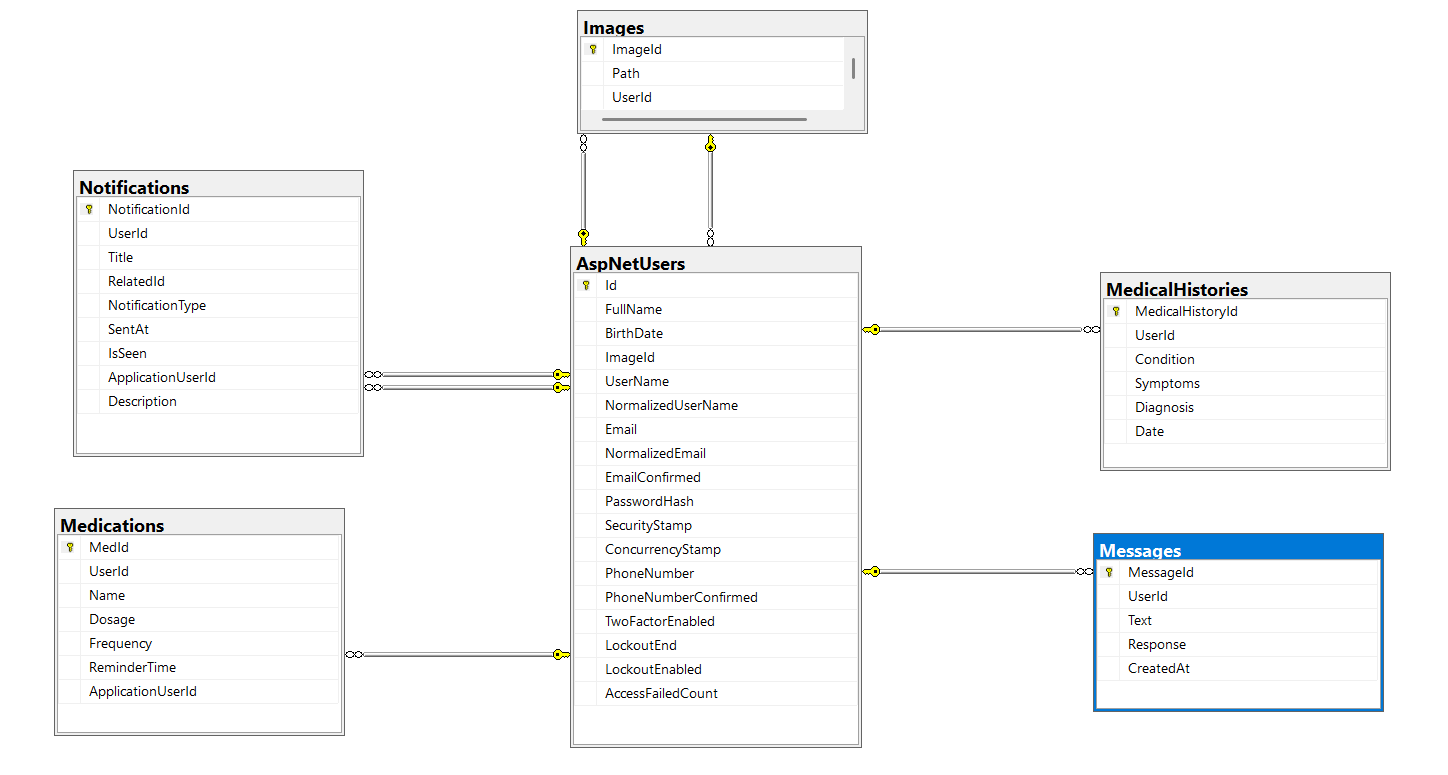 Images
ImageId
Path
UserId
Notifications
NotificationId
UserId
Title
RelatedId
NotificationType
SentAt
IsSeen
ApplicationUserId
Description
AspNetUsers
Id
FullName
BirthDate
ImageId
UserName
NormalizedUserName
Email
NormalizedEmail
EmailConfirmed
PasswordHash
SecurityStamp
ConcurrencyStamp
PhoneNumber
PhoneNumberConfirmed
TwoFactorEnabled
LockoutEnd
LockoutEnabled
AccessFailedCount
MedicalHistories
MedicalHistoryId
UserId
Condition
Symptoms
Diagnosis
Date
Medications
MedId
UserId
Name
Dosage
Frequency
ReminderTime
ApplicationUserId
Messages
MessageId
UserId
Text
Response
CreatedAt